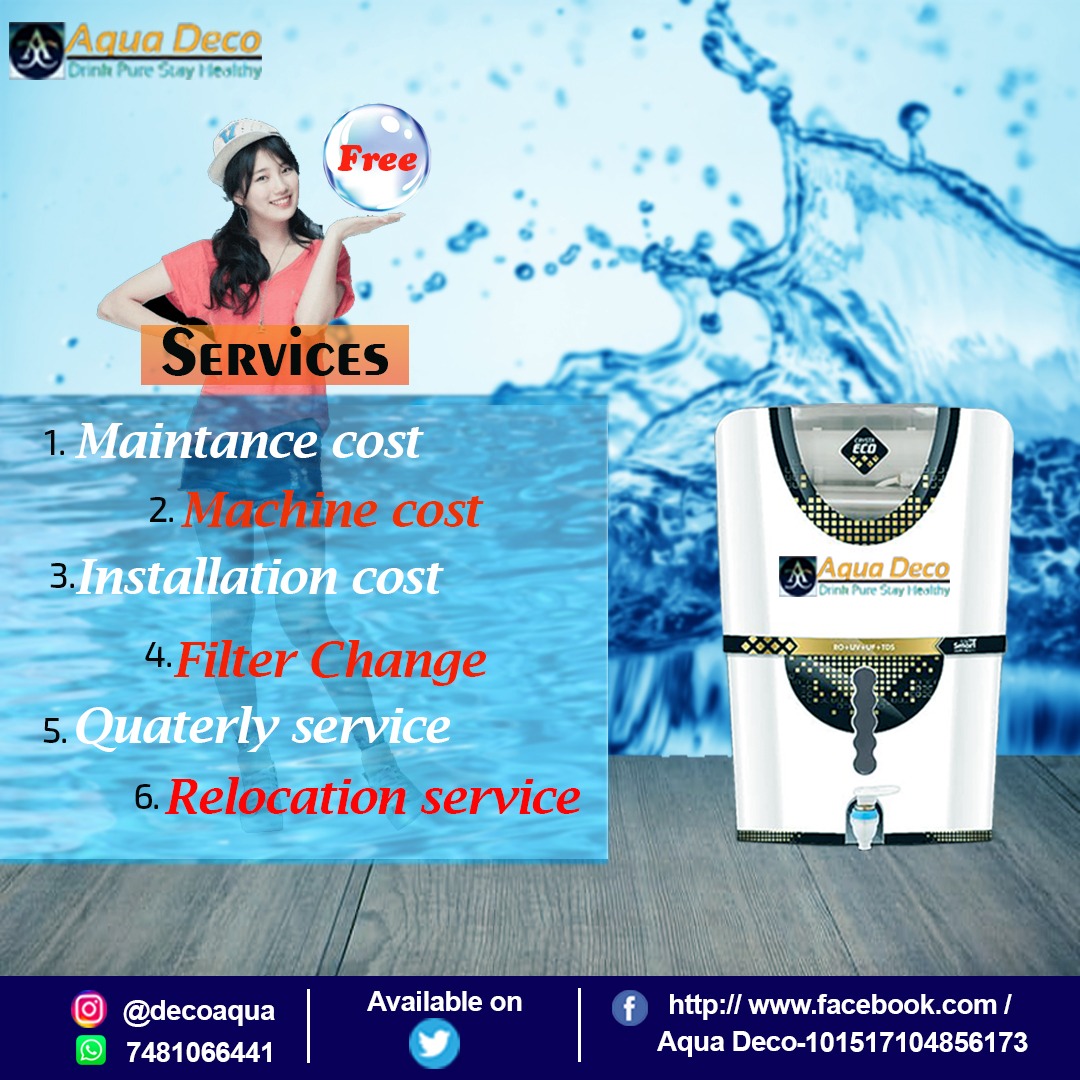 Aqua Deco
Drink Pure Stay Healthy
Free
SERViCES
1. Maintance cost
2. Machine cost
3. Installation cost
4. Filter Change
5. Quaterly service
6. Relocation service
CRYSTA
ECO
Aqua Deco
Drink Pure Stay Healthy
RO+UV+UF+TDS
Smart
@decoaqua
7481066441
Available on
http:// www.facebook.com /
Aqua Deco-101517104856173